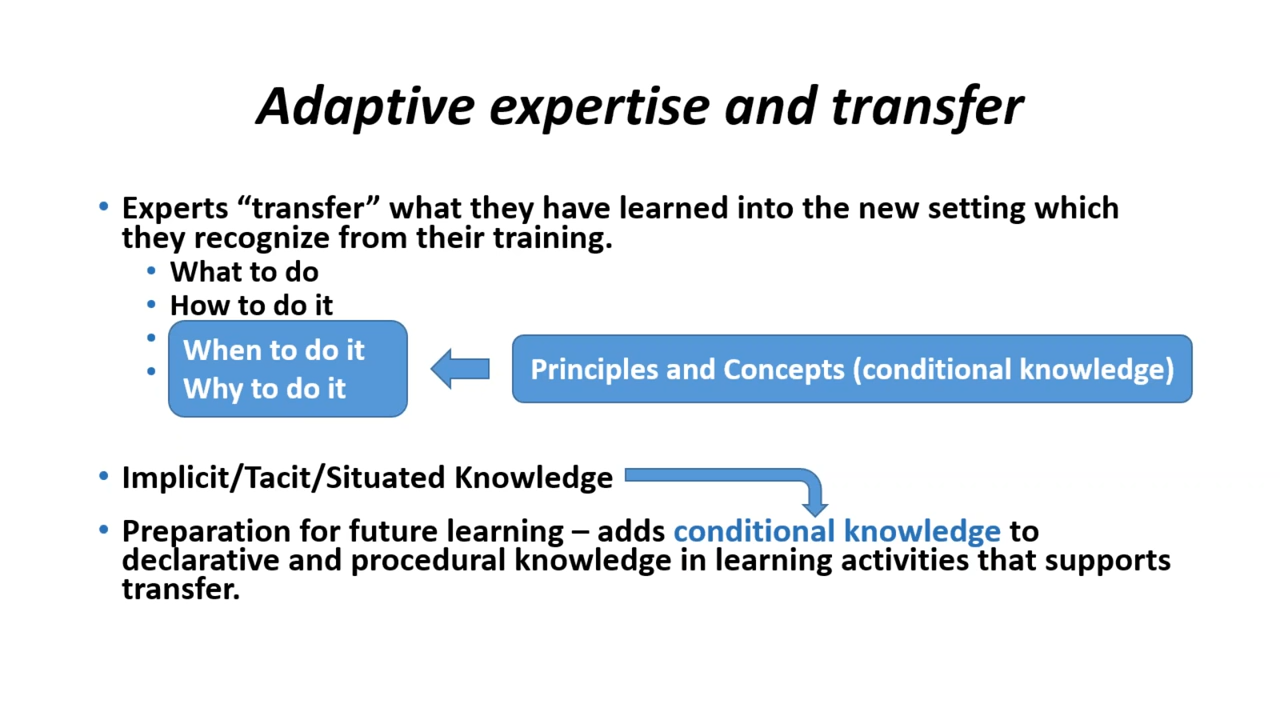 Adaptive expertise and transfer
• Experts “transfer” what they have learned into the new setting which
they recognize from their training.
• What to do
• How to do it
• When to do it
• Why to do it
Principles and Concepts (conditional knowledge)
• Implicit/Tacit/Situated Knowledge
• Preparation for future learning – adds conditional knowledge to
declarative and procedural knowledge in learning activities that supports
transfer.